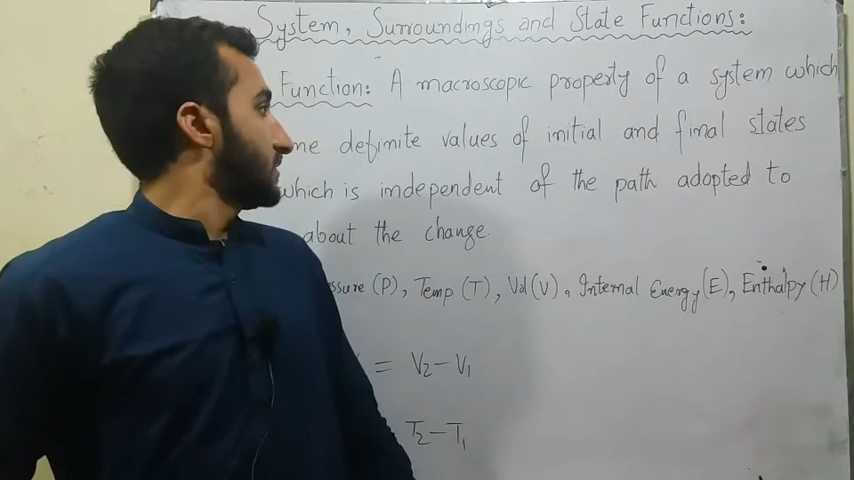 System, Surroundings and State Functions:
Function: A macroscopic property of a system which
me definite values of initial and final states
which is independent of the path adopted to
about the change
ssure (P), Temp (T), Vol (V), Internal Energy (E), Enthalpy (H)
= V2 - V1
T2 - T1